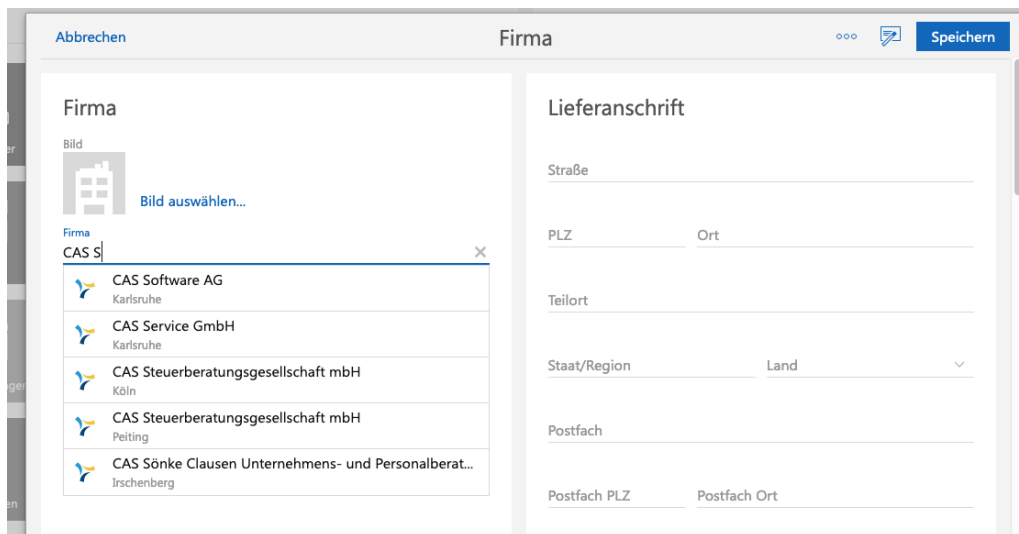 Abbrechen
Firma
Speichern
Firma
Bild
Bild auswählen...
Firma
CAS S
CAS Software AG
Karlsruhe
CAS Service GmbH
Karlsruhe
CAS Steuerberatungsgesellschaft mbH
Köln
CAS Steuerberatungsgesellschaft mbH
Peiting
CAS Sönke Clausen Unternehmens- und Personalberat...
Irschenberg
Lieferanschrift
Straße
PLZ Ort
Teilort
Staat/Region Land
Postfach
Postfach PLZ Postfach Ort